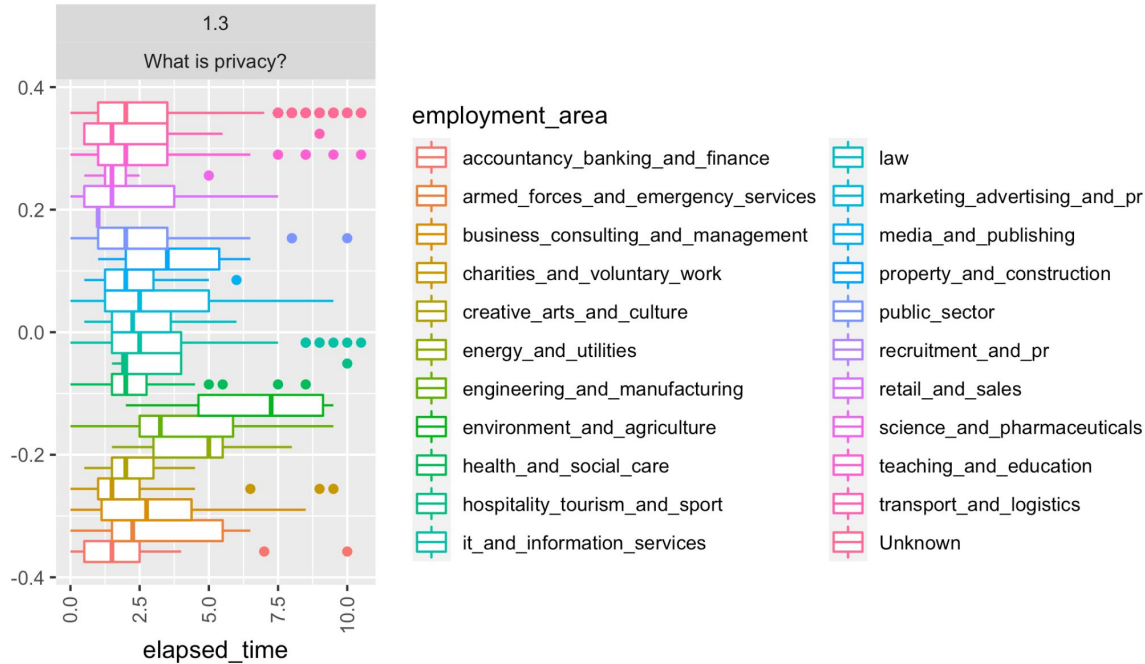 1.3
What is privacy?
0.4
0.2
0.0
-0.2
-0.4
0.0
2.5
5.0
7.5
10.0
elapsed_time
employment_area
accountancy_banking_and_finance
armed_forces_and_emergency_services
business_consulting_and_management
charities_and_voluntary_work
creative_arts_and_culture
energy_and_utilities
engineering_and_manufacturing
environment_and_agriculture
health_and_social_care
hospitality_tourism_and_sport
it_and_information_services
law
marketing_advertising_and_pr
media_and_publishing
property_and_construction
public_sector
recruitment_and_pr
retail_and_sales
science_and_pharmaceuticals
teaching_and_education
transport_and_logistics
Unknown